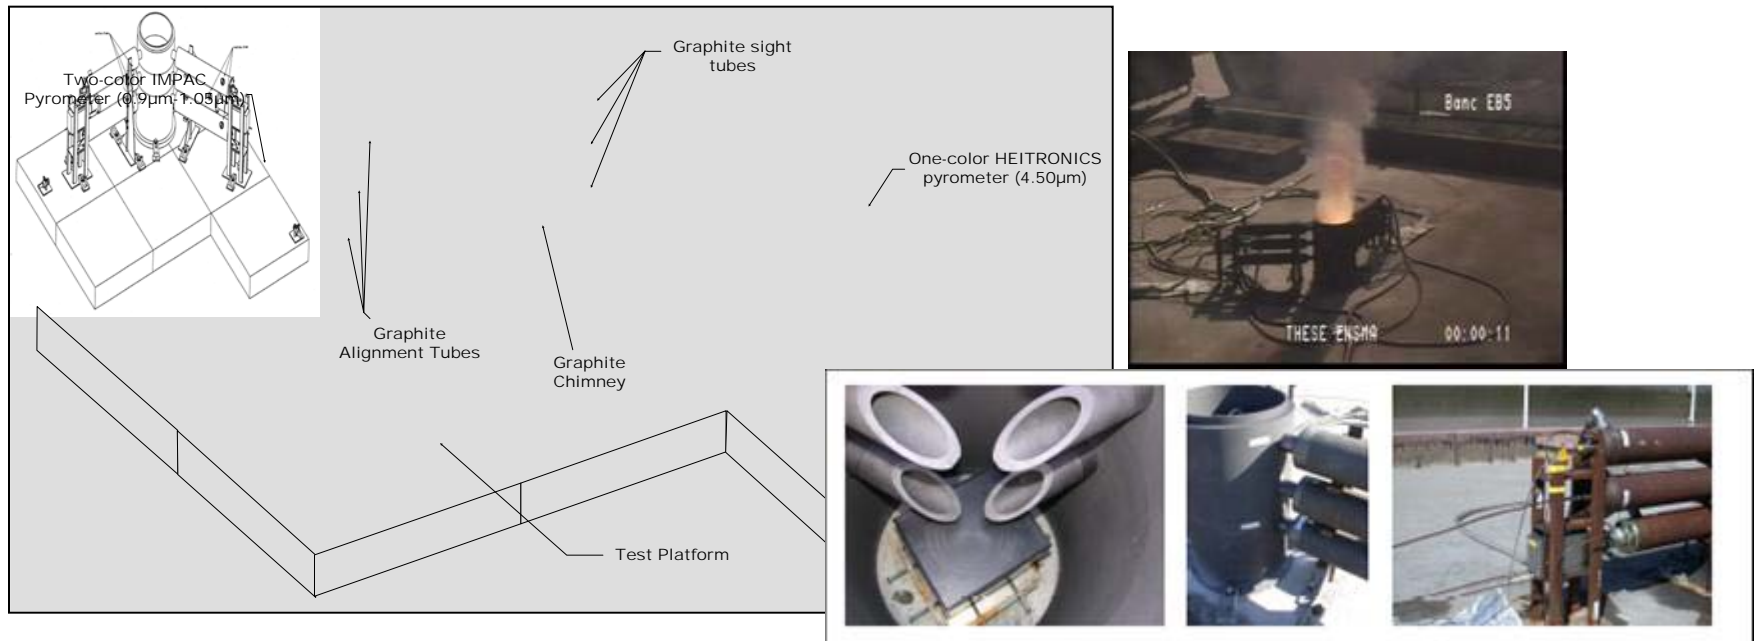 Graphite sight
tubes
Two-color IMPAC
Pyrometer (0.9µm-1.05µm)
One-color HEITRONICS
pyrometer (4.50µm)
Graphite
Alignment Tubes
Graphite
Chimney
Test Platform
Banc EB5
THESE ENSMA 00:00:11